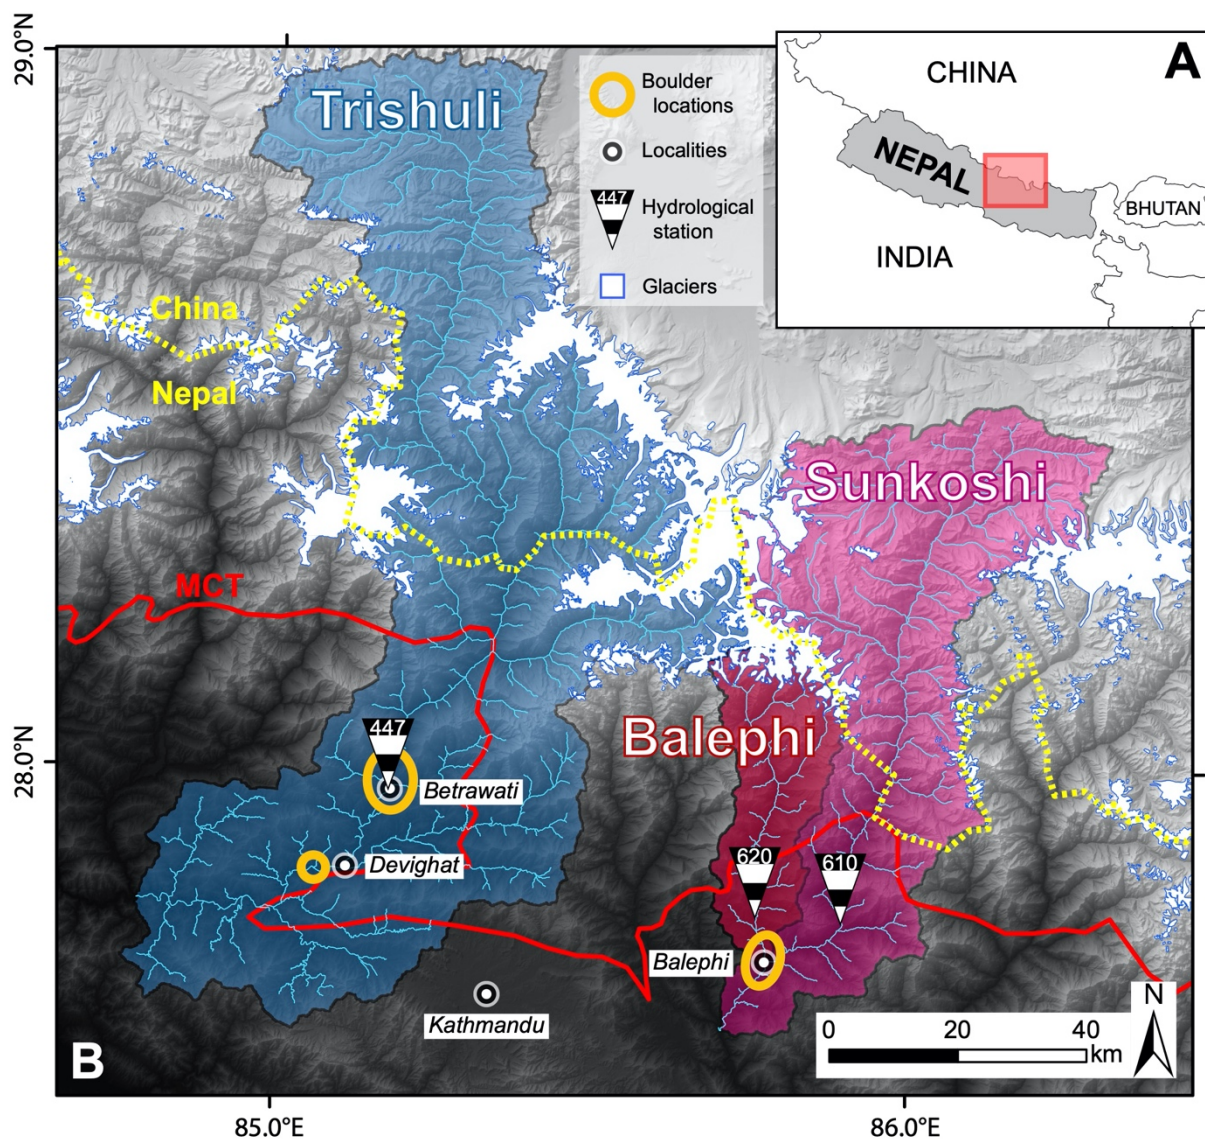 29.0°N
Trishuli
Boulder
locations
Localities
447
Hydrological
station
Glaciers
A
CHINA
NEPAL
BHUTAN
INDIA
China
Nepal
Sunkoshi
MCT
Balephi
28.0°N
447
Betrawati
Devighat
620
610
Balephi
Kathmandu
N
0 20 40
km
B
85.0°E
86.0°E